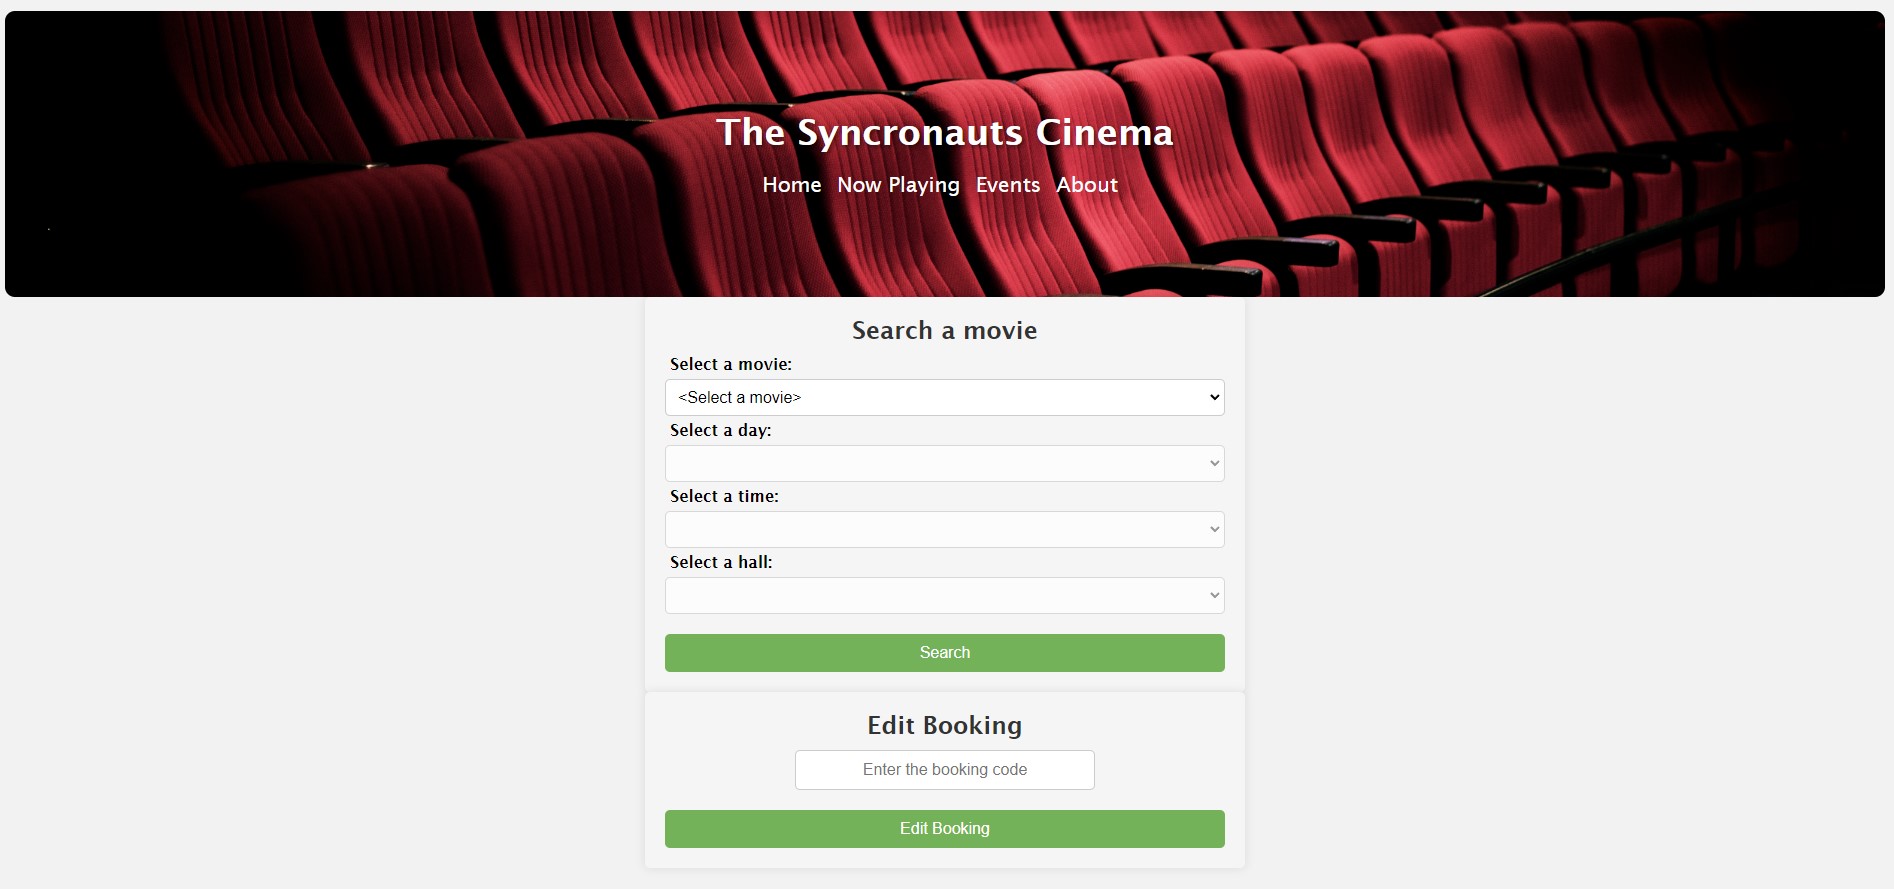 The Syncronauts Cinema
Home Now Playing Events About
Search a movie
Select a movie:
<Select a movie>
Select a day:
Select a time:
Select a hall:
Search
Edit Booking
Enter the booking code
Edit Booking